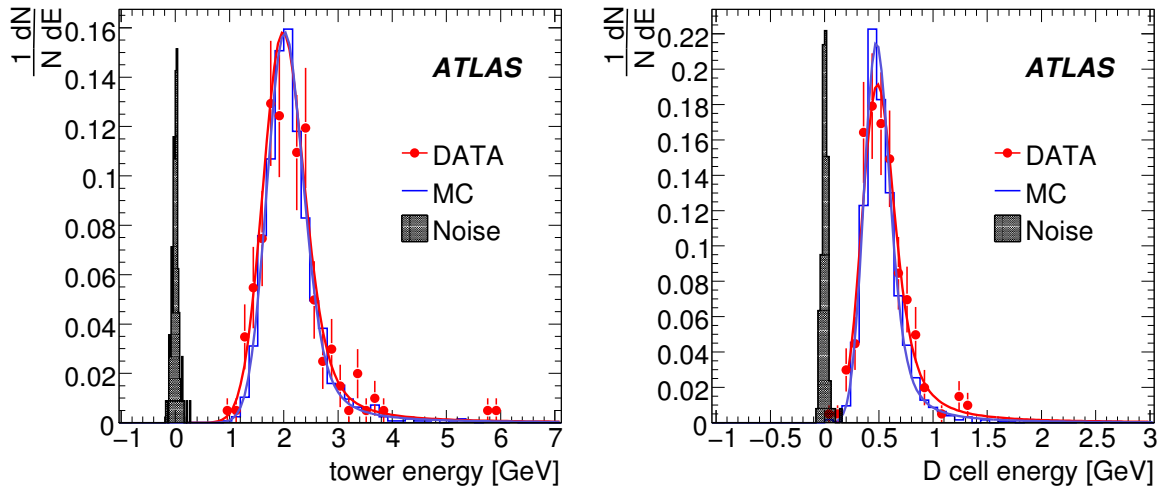 1 dN
N dE
ATLAS
DATA
MC
Noise
0.16
0.14
0.12
0.1
0.08
0.06
0.04
0.02
0
−1 0 1 2 3 4 5 6 7
tower energy [GeV]
1 dN
N dE
ATLAS
DATA
MC
Noise
0.22
0.2
0.18
0.16
0.14
0.12
0.1
0.08
0.06
0.04
0.02
0
−1 −0.5 0 0.5 1 1.5 2 2.5 3
D cell energy [GeV]